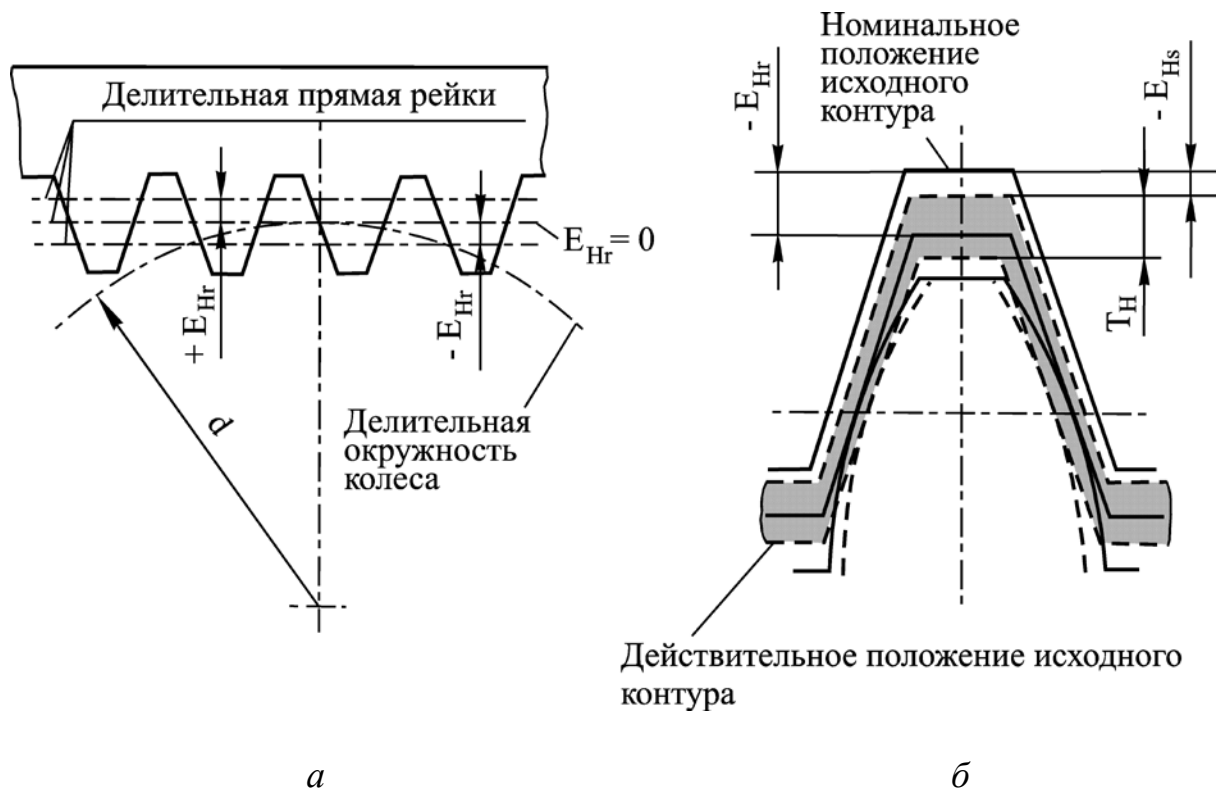 Делительная прямая рейки
E_Hr = 0
+ E_Hr
- E_Hr
d
Делительная
окружность
колеса
а
Номинальное
положение
исходного
контура
- E_Hr
- E_Hs
T_H
Действительное положение исходного
контура
б